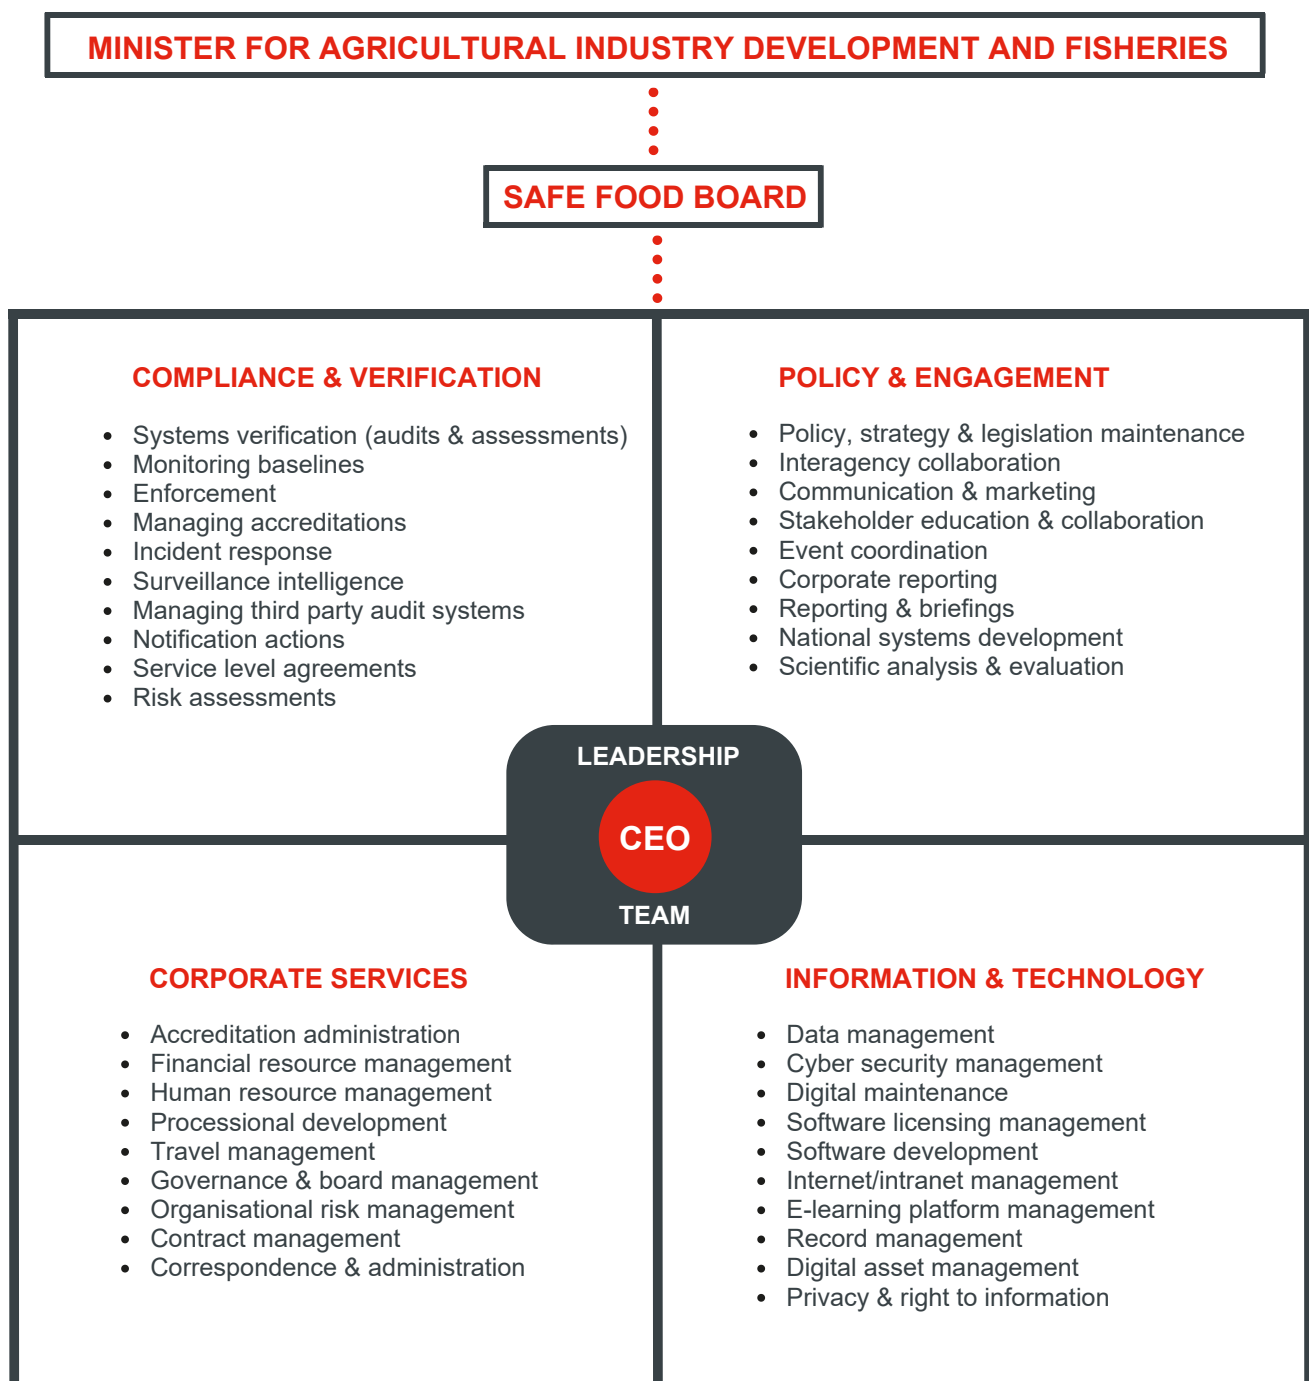 MINISTER FOR AGRICULTURAL INDUSTRY DEVELOPMENT AND FISHERIES
SAFE FOOD BOARD
COMPLIANCE & VERIFICATION
• Systems verification (audits & assessments)
• Monitoring baselines
• Enforcement
• Managing accreditations
• Incident response
• Surveillance intelligence
• Managing third party audit systems
• Notification actions
• Service level agreements
• Risk assessments
POLICY & ENGAGEMENT
• Policy, strategy & legislation maintenance
• Interagency collaboration
• Communication & marketing
• Stakeholder education & collaboration
• Event coordination
• Corporate reporting
• Reporting & briefings
• National systems development
• Scientific analysis & evaluation
LEADERSHIP
CEO
TEAM
CORPORATE SERVICES
• Accreditation administration
• Financial resource management
• Human resource management
• Processional development
• Travel management
• Governance & board management
• Organisational risk management
• Contract management
• Correspondence & administration
INFORMATION & TECHNOLOGY
• Data management
• Cyber security management
• Digital maintenance
• Software licensing management
• Software development
• Internet/intranet management
• E-learning platform management
• Record management
• Digital asset management
• Privacy & right to information